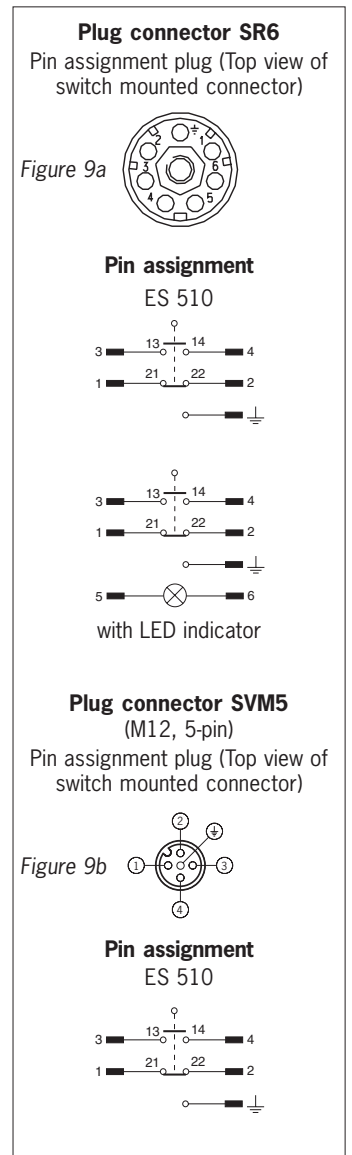 Plug connector SR6
Pin assignment plug (Top view of
switch mounted connector)
Figure 9a
2 ⏚ 1
3 6
4 5
Pin assignment
ES 510
3 13 14 4
1 21 22 2
3 13 14 4
1 21 22 2
5 6
with LED indicator
Plug connector SVM5
(M12, 5-pin)
Pin assignment plug (Top view of
switch mounted connector)
2
Figure 9b 1 3
4
Pin assignment
ES 510
3 13 14 4
1 21 22 2